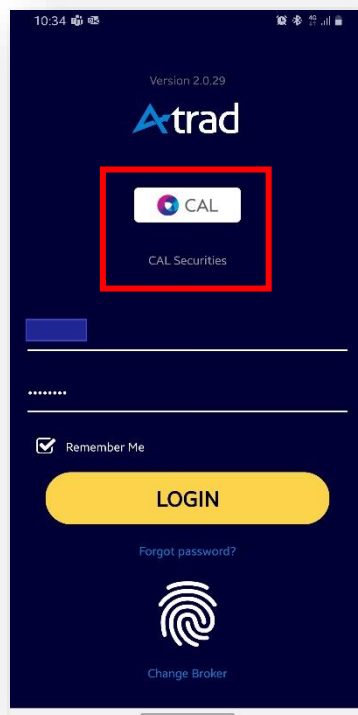 10:34
Version 2.0.29
Atrad
CAL
CAL Securities
........
Remember Me
LOGIN
Forgot password?
Change Broker